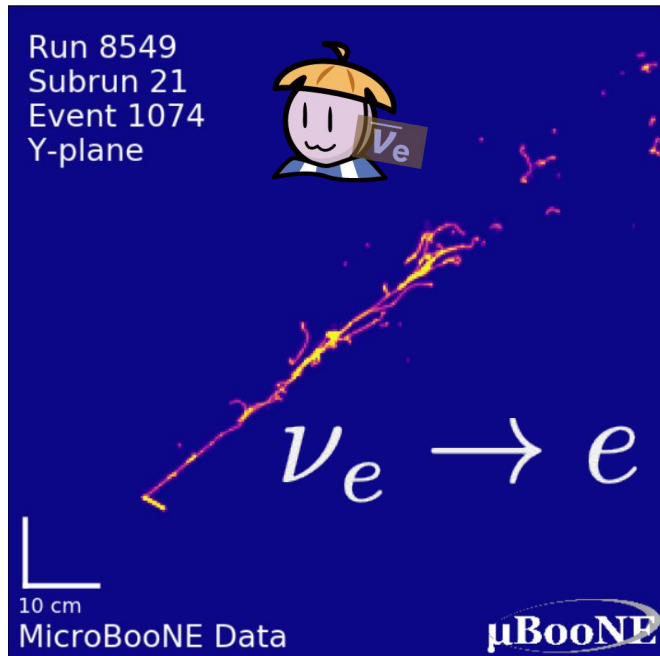 Run 8549
Subrun 21
Event 1074
Y-plane
ν̅ₑ
νₑ → e
10 cm
MicroBooNE Data
μBooNE